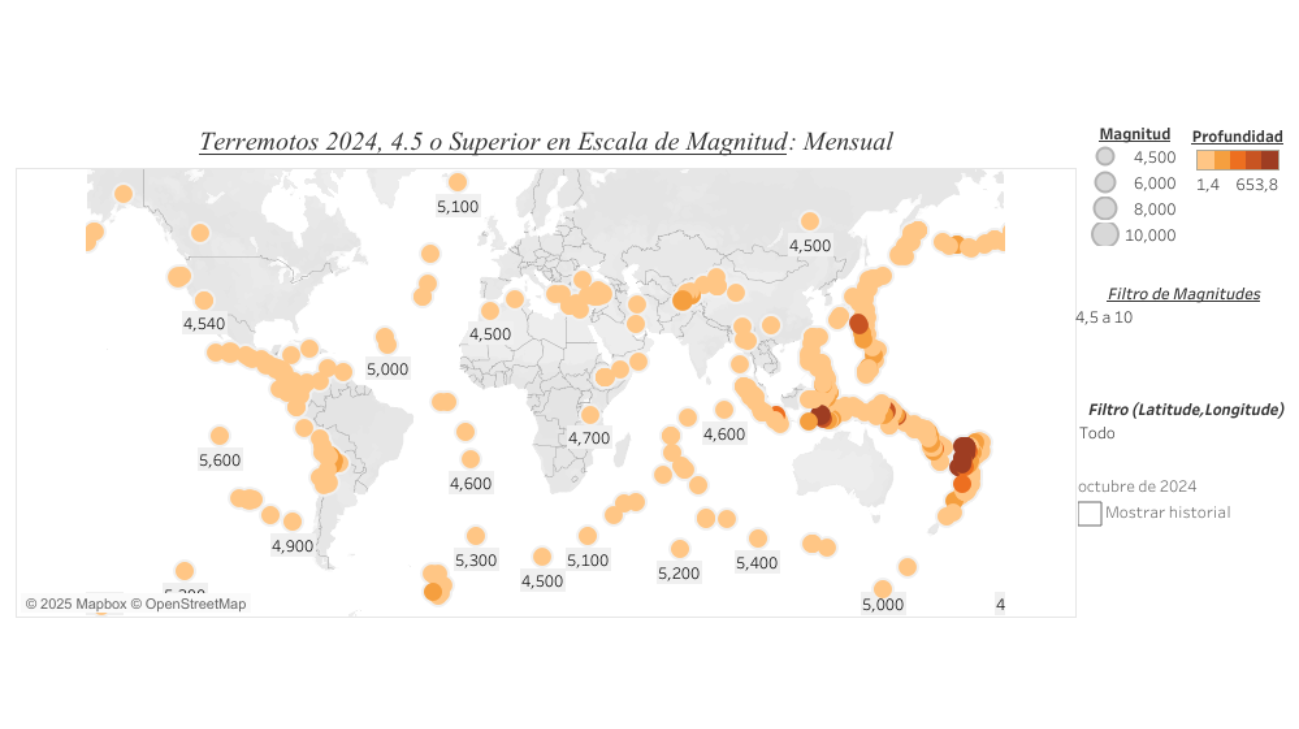 Terremotos 2024, 4.5 o Superior en Escala de Magnitud: Mensual
Magnitud
4,500
6,000
8,000
10,000
Profundidad
1,4 653,8
Filtro de Magnitudes
4,5 a 10
Filtro (Latitude,Longitude)
Todo
octubre de 2024
Mostrar historial
5,100
4,500
4,540
4,500
5,000
4,700
4,600
5,600
4,600
4,900
5,300
4,500
5,100
5,200
5,400
5,000
4
© 2025 Mapbox © OpenStreetMap